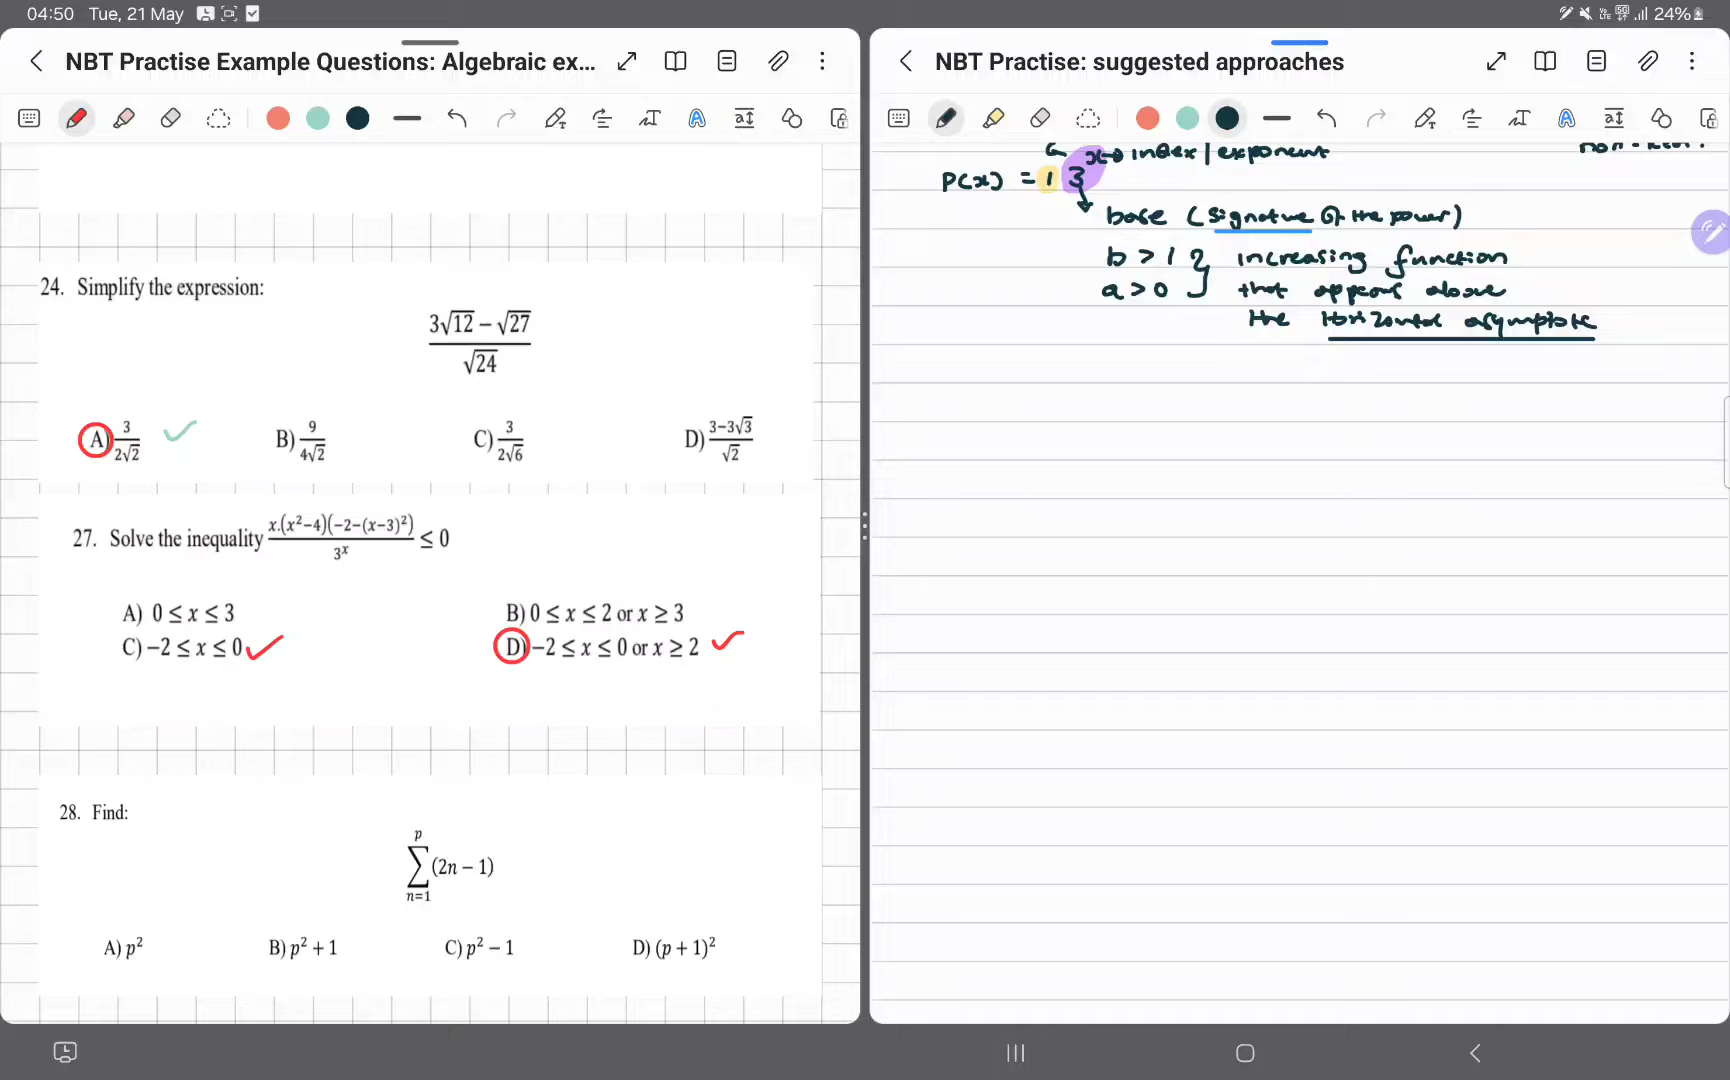 04:50 Tue, 21 May
24%
NBT Practise Example Questions: Algebraic ex...
24. Simplify the expression:
3√12 − √27
√24
A) 3/2√2
B) 9/4√2
C) 3/2√6
D) 3−3√3/√2
27. Solve the inequality x.(x²−4)(−2−(x−3)²)/3ˣ ≤ 0
A) 0 ≤ x ≤ 3
B) 0 ≤ x ≤ 2 or x ≥ 3
C) −2 ≤ x ≤ 0
D) −2 ≤ x ≤ 0 or x ≥ 2
28. Find:
p
∑ (2n − 1)
n=1
A) p²
B) p² + 1
C) p² − 1
D) (p + 1)²
NBT Practise: suggested approaches
x → index / exponent
P(x) = 1 3
base (signature of the power)
b > 1 } increasing function
a > 0 that appears above
the horizontal asymptote